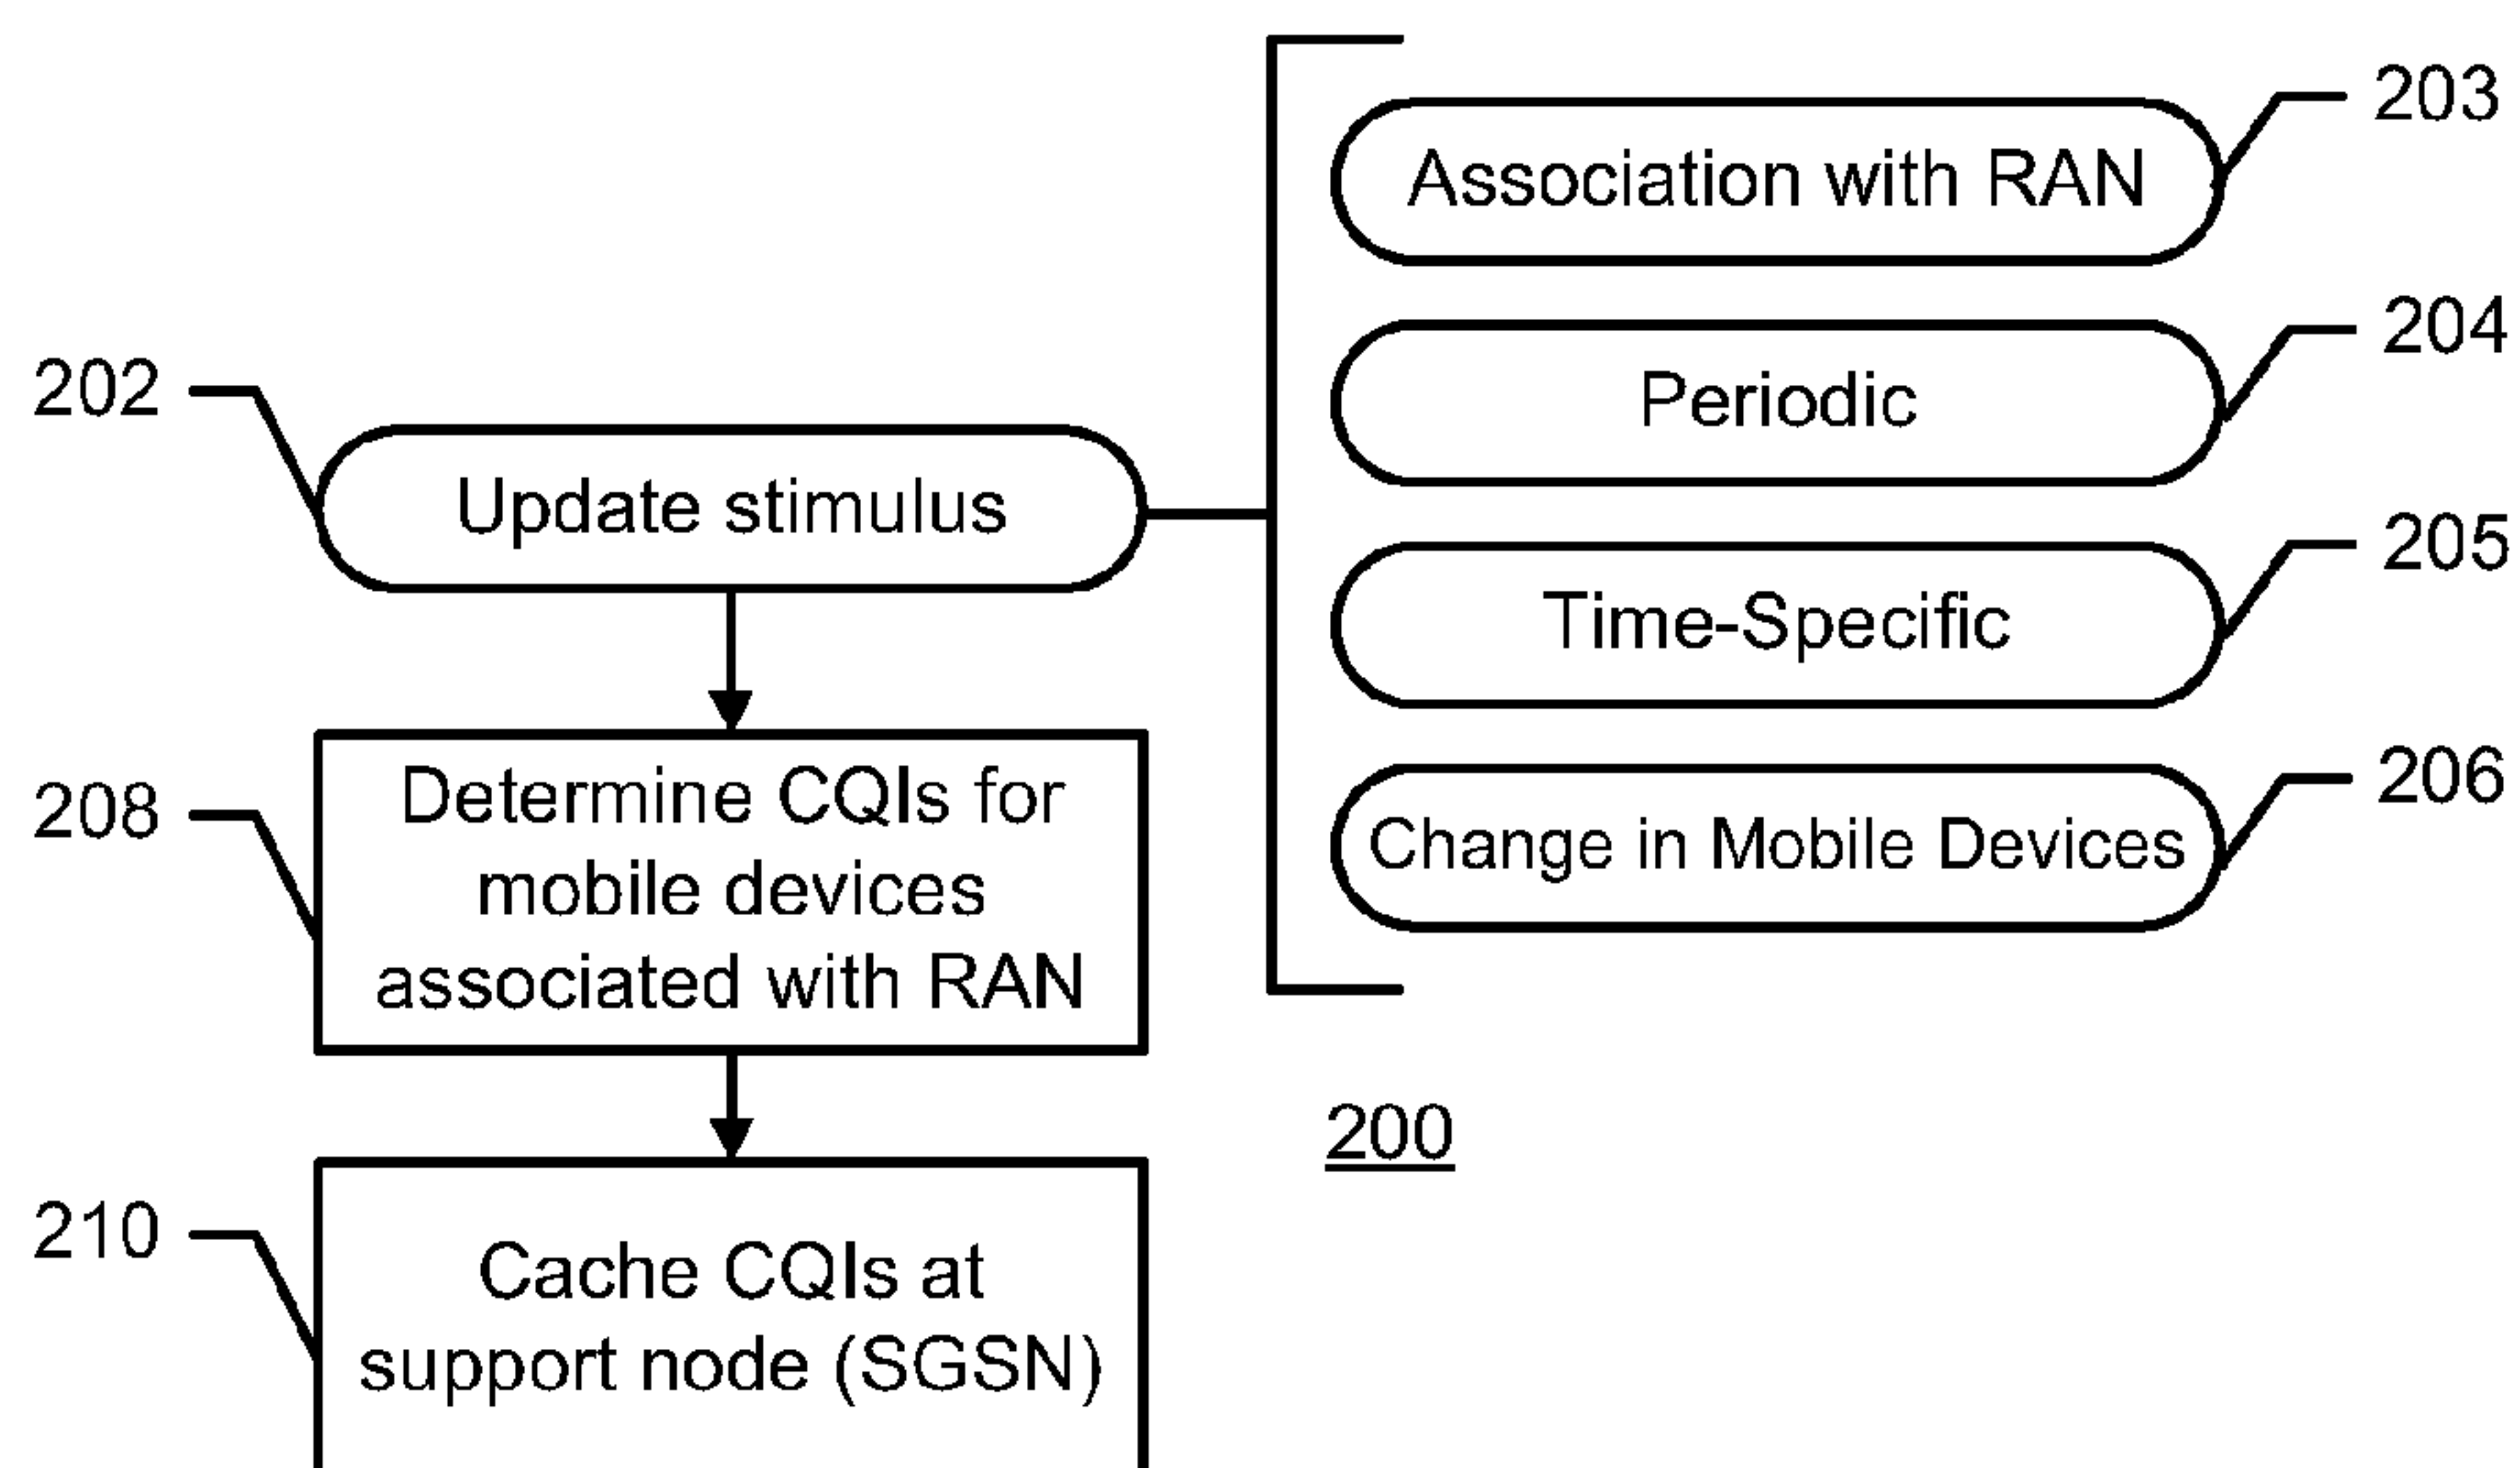 203
Association with RAN
204
Periodic
202
Update stimulus
205
Time-Specific
206
Change in Mobile Devices
208
Determine CQIs for
mobile devices
associated with RAN
200
210
Cache CQIs at
support node (SGSN)